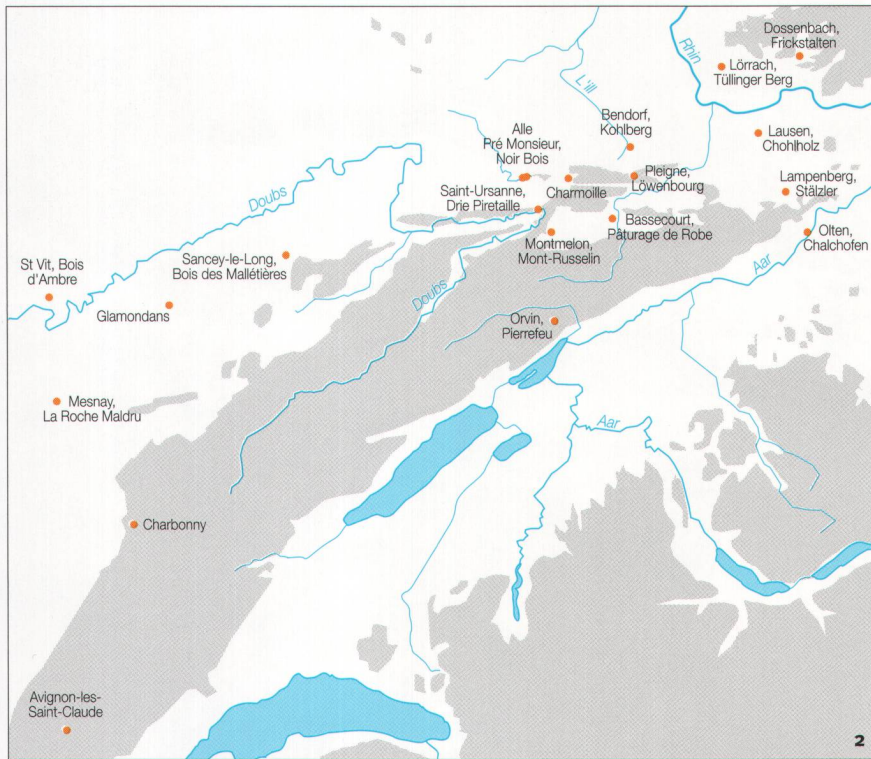 Dossenbach,
Frickstalten
Rhin
Lörrach,
Tüllinger Berg
L'ill
Bendorf,
Kohlberg
Alle
Pré Monsieur,
Noir Bois
Lausen,
Chohlholz
Doubs
Saint-Ursanne,
Drie Piretaille
Charmoille
Pleigne,
Löwenbourg
Lampenberg,
Stälzler
Bassecourt,
Pâturage de Robe
Montmelon,
Mont-Russelin
Olten,
Chalchofen
Aar
Sancey-le-Long,
Bois des Mallétières
St Vit, Bois
d'Ambre
Glamondans
Doubs
Orvin,
Pierrefeu
Mesnay,
La Roche Maldru
Aar
Charbonny
Avignon-les-
Saint-Claude
2